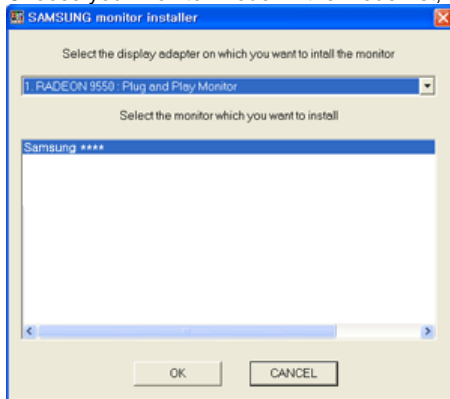 SAMSUNG monitor installer
Select the display adapter on which you want to intall the monitor
1. RADEON 9550 : Plug and Play Monitor
Select the monitor which you want to install
Samsung ****
OK CANCEL